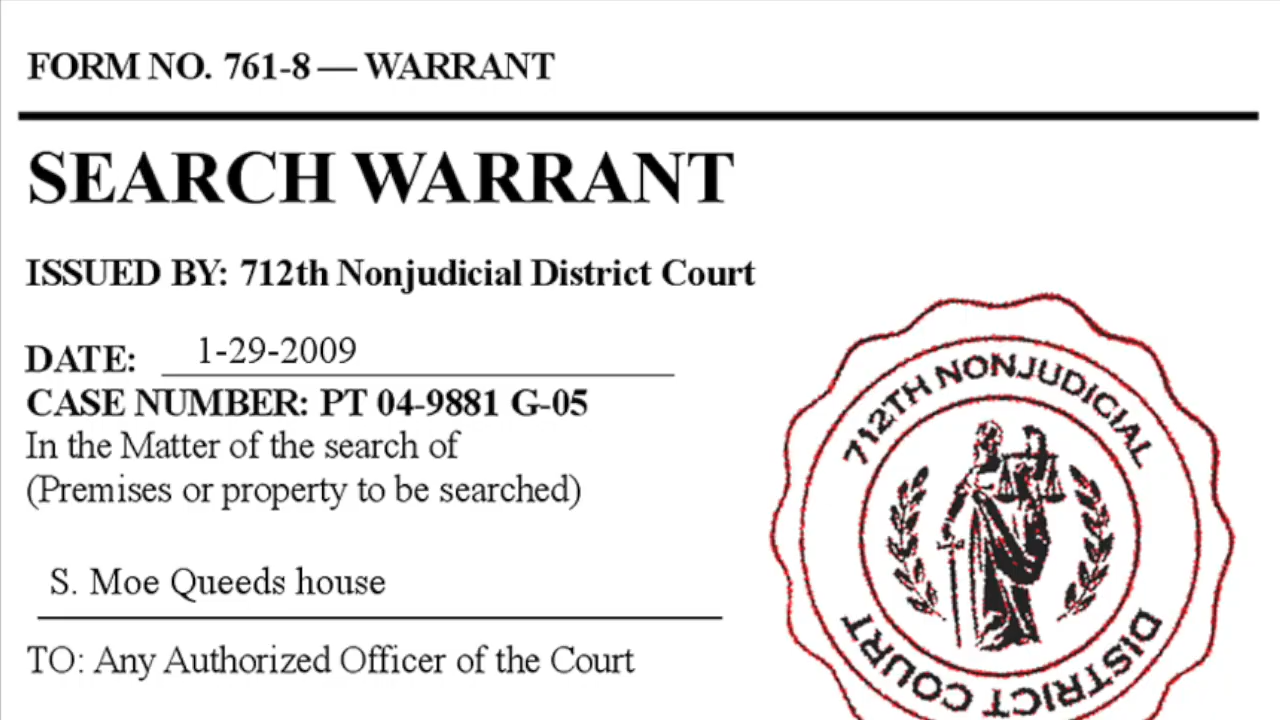 FORM NO. 761-8 — WARRANT
SEARCH WARRANT
ISSUED BY: 712th Nonjudicial District Court
DATE: 1-29-2009
CASE NUMBER: PT 04-9881 G-05
In the Matter of the search of
(Premises or property to be searched)
S. Moe Queeds house
TO: Any Authorized Officer of the Court
712TH NONJUDICIAL
DISTRICT COURT